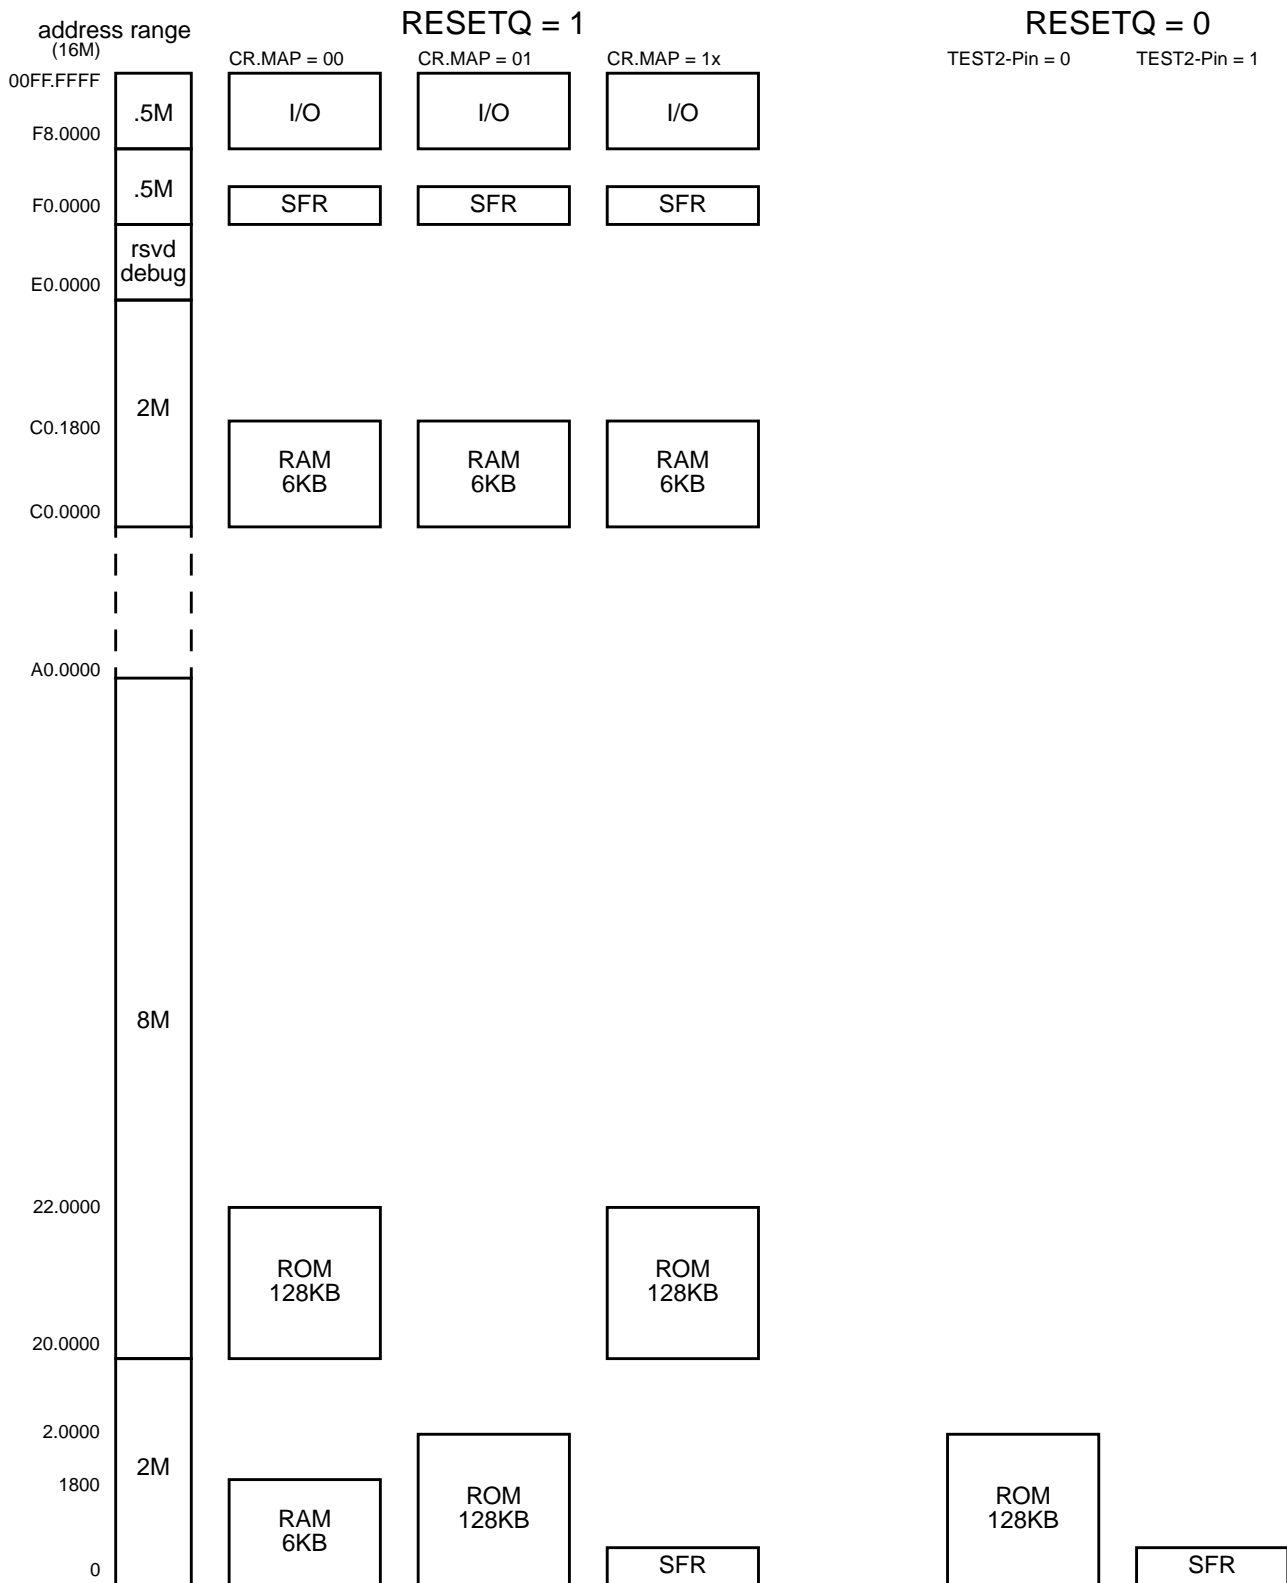 RESETQ = 1
RESETQ = 0
address range
(16M)
CR.MAP = 00
CR.MAP = 01
CR.MAP = 1x
TEST2-Pin = 0
TEST2-Pin = 1
00FF.FFFF
.5M
I/O
I/O
I/O
F8.0000
.5M
F0.0000
SFR
SFR
SFR
rsvd
debug
E0.0000
2M
C0.1800
RAM
6KB
RAM
6KB
RAM
6KB
C0.0000
A0.0000
8M
22.0000
ROM
128KB
ROM
128KB
20.0000
2.0000
2M
1800
RAM
6KB
ROM
128KB
SFR
ROM
128KB
SFR
0